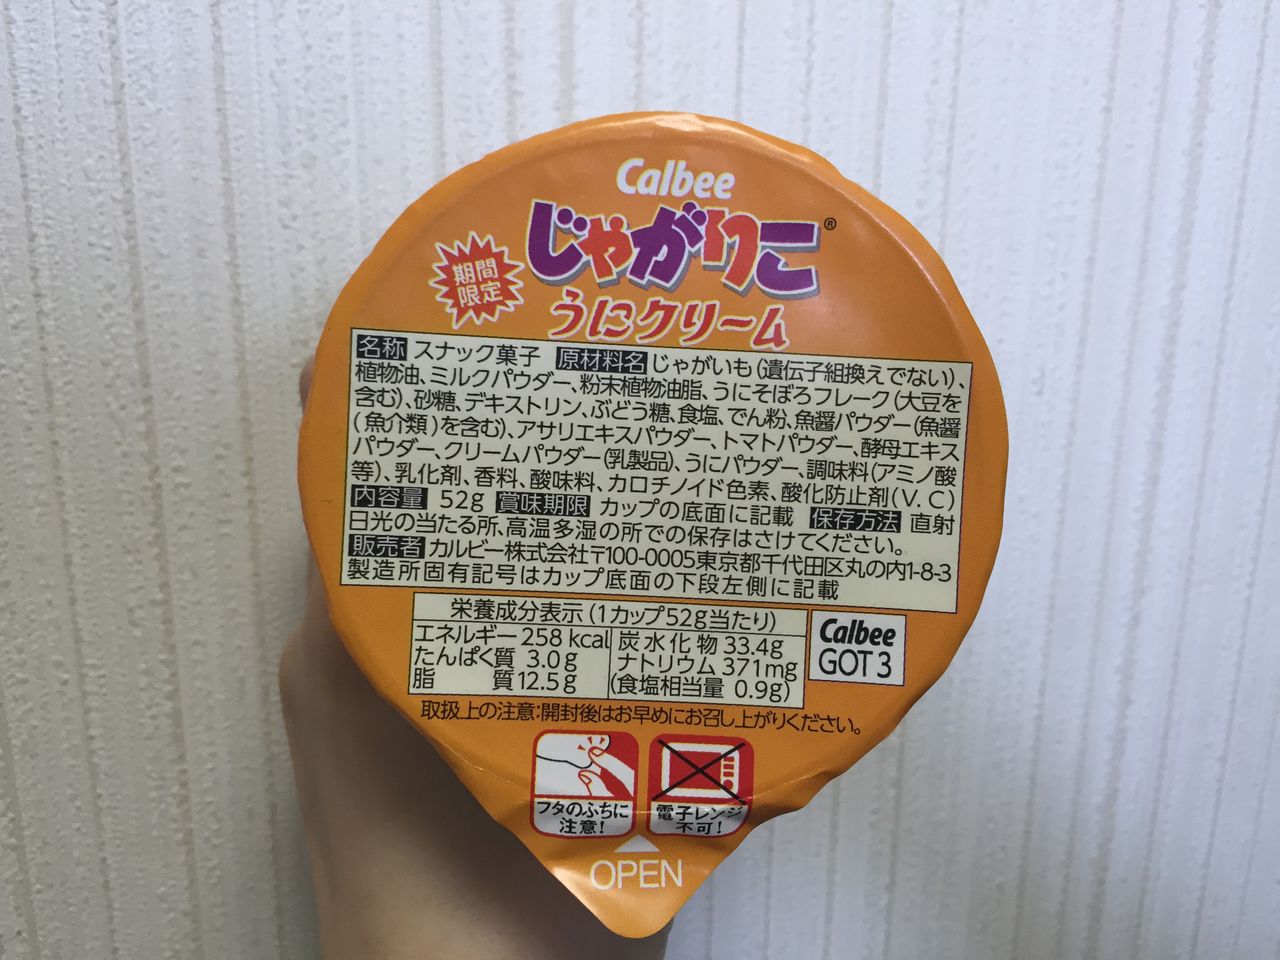 Calbee
じゃがりこ®
期間
限定
うにクリーム
名称 スナック菓子 原材料名 じゃがいも(遺伝子組換えでない)、
植物油、ミルクパウダー、粉末植物油脂、うにそぼろフレーク(大豆を
含む)、砂糖、デキストリン、ぶどう糖、食塩、でん粉、魚醤パウダー(魚醤
(魚介類)を含む)、アサリエキスパウダー、トマトパウダー、酵母エキス
パウダー、クリームパウダー(乳製品)、うにパウダー、調味料(アミノ酸
等)、乳化剤、香料、酸味料、カロチノイド色素、酸化防止剤(V.C)
内容量 52g 賞味期限 カップの底面に記載 保存方法 直射
日光の当たる所、高温多湿の所での保存はさけてください。
販売者 カルビー株式会社〒100-0005東京都千代田区丸の内1-8-3
製造所固有記号はカップ底面の下段左側に記載
栄養成分表示(1カップ52g当たり)
エネルギー 258kcal 炭水化物 33.4g
たんぱく質 3.0g ナトリウム 371mg
脂質 12.5g (食塩相当量 0.9g)
Calbee
GOT3
取扱上の注意:開封後はお早めにお召し上がりください。
フタのふちに
注意!
電子レンジ
不可!
OPEN